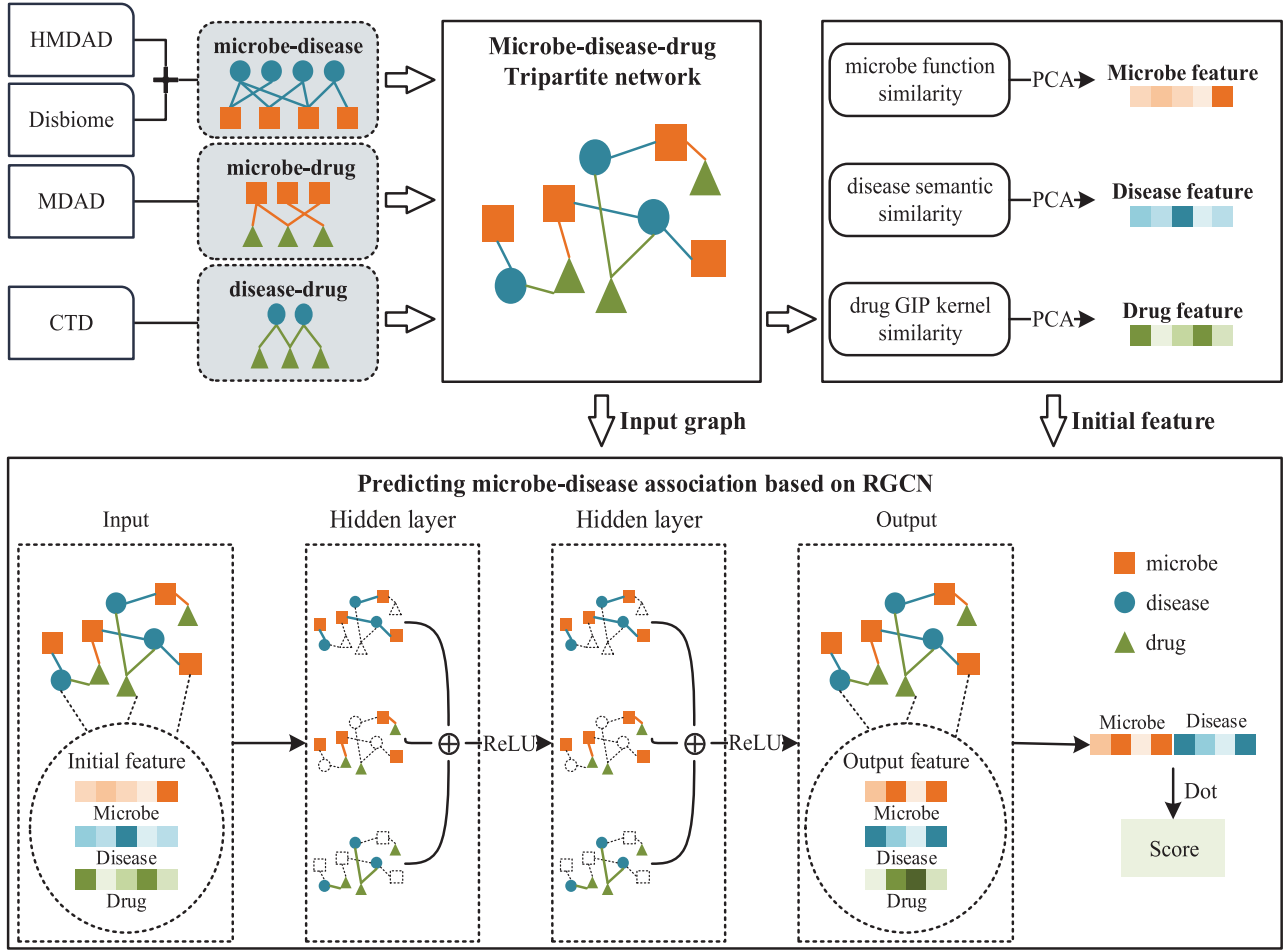 HMDAD
Disbiome
MDAD
CTD
microbe-disease
microbe-drug
disease-drug
Microbe-disease-drug
Tripartite network
microbe function
similarity
PCA
Microbe feature
disease semantic
similarity
PCA
Disease feature
drug GIP kernel
similarity
PCA
Drug feature
Input graph
Initial feature
Predicting microbe-disease association based on RGCN
Input
Hidden layer
Hidden layer
Output
microbe
disease
drug
Initial feature
Microbe
Disease
Drug
ReLU
ReLU
Output feature
Microbe
Disease
Drug
Microbe Disease
Dot
Score